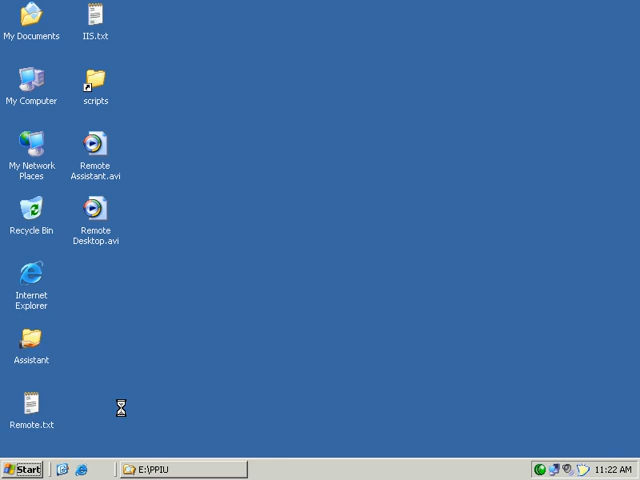 My Documents
IIS.txt
My Computer
scripts
My Network
Places
Remote
Assistant.avi
Recycle Bin
Remote
Desktop.avi
Internet
Explorer
Assistant
Remote.txt
Start
E:\PPIU
11:22 AM